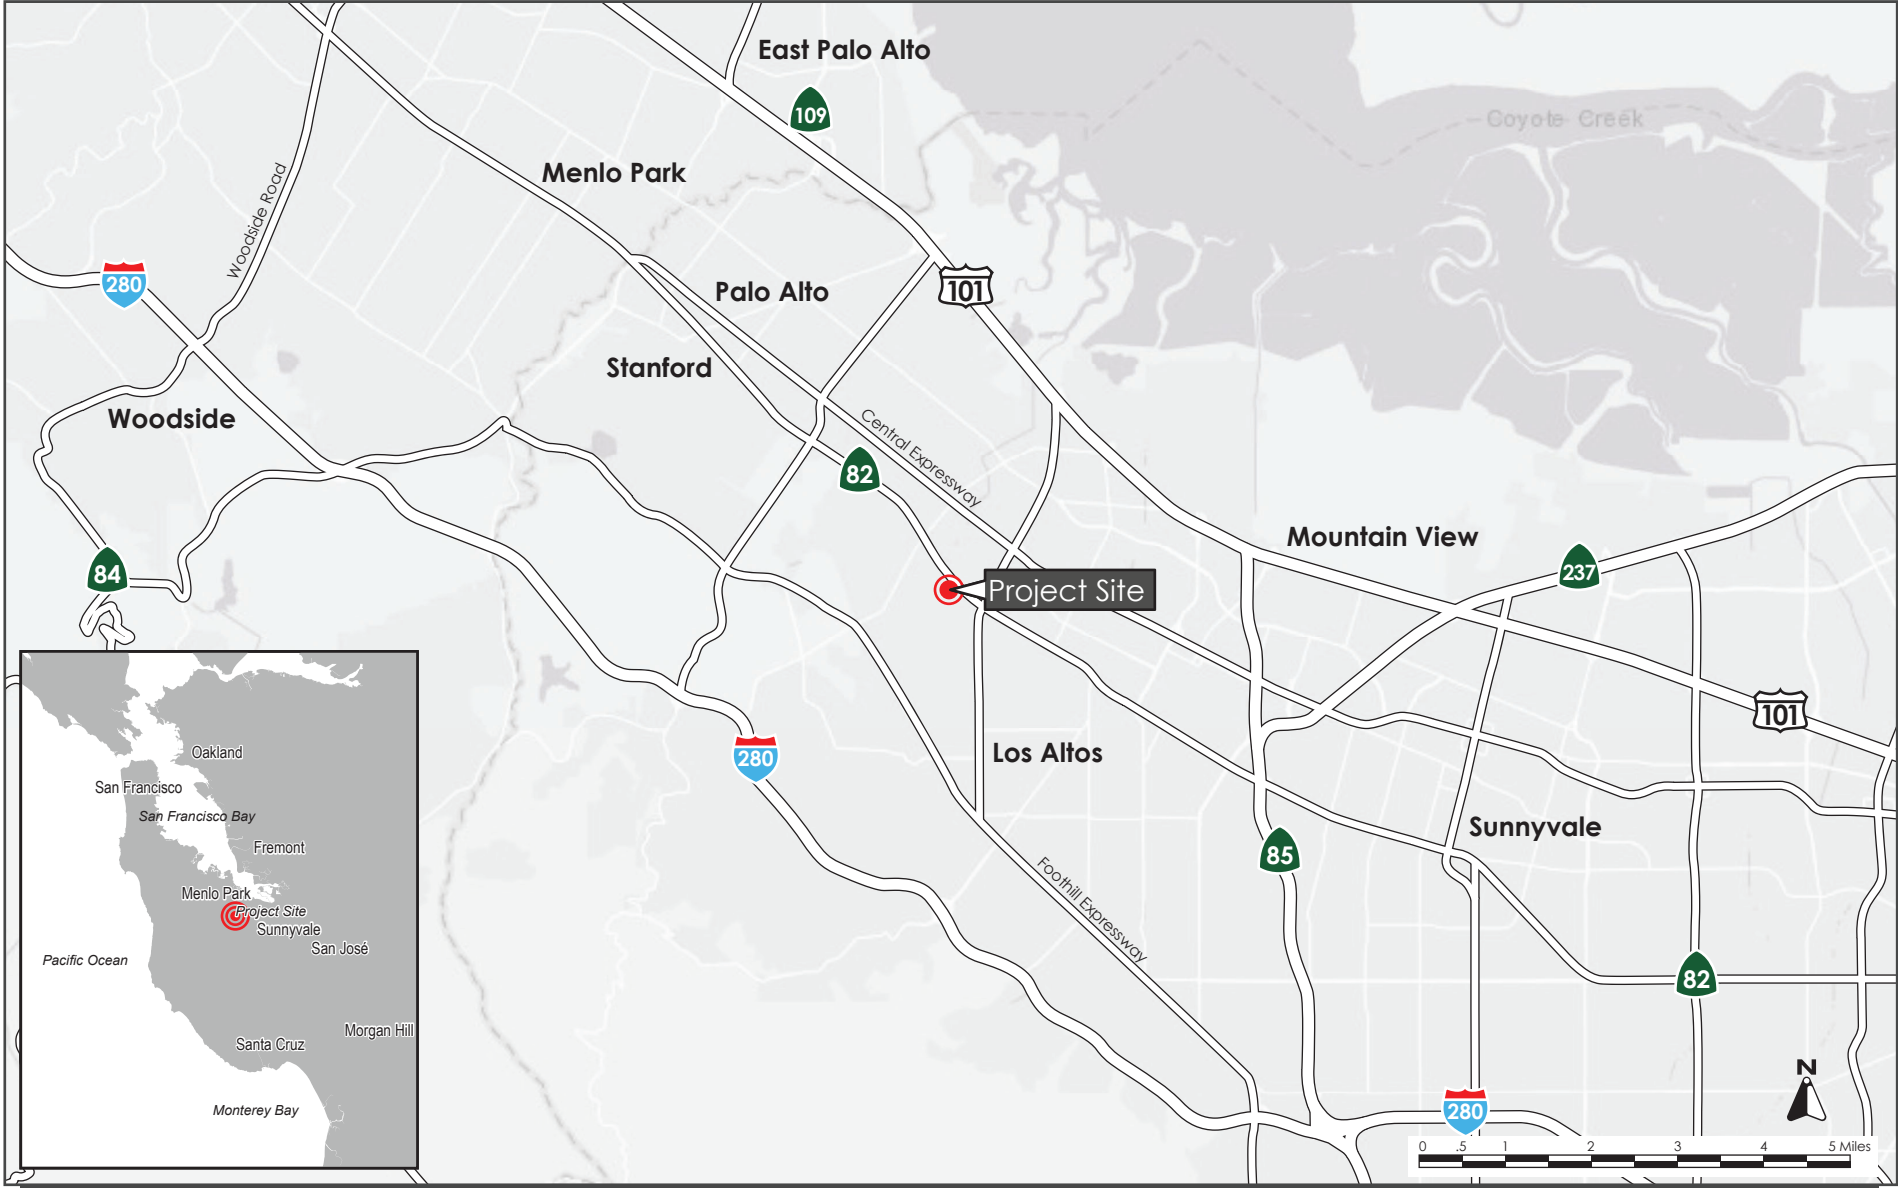 East Palo Alto
109
Coyote Creek
Menlo Park
Woodside Road
280
Palo Alto
101
Stanford
Woodside
Central Expressway
82
Mountain View
237
84
Project Site
101
280
Los Altos
Sunnyvale
85
Foothill Expressway
82
280
N
0 .5 1 2 3 4 5 Miles
Oakland
San Francisco
San Francisco Bay
Fremont
Menlo Park
Project Site
Sunnyvale
San José
Pacific Ocean
Morgan Hill
Santa Cruz
Monterey Bay